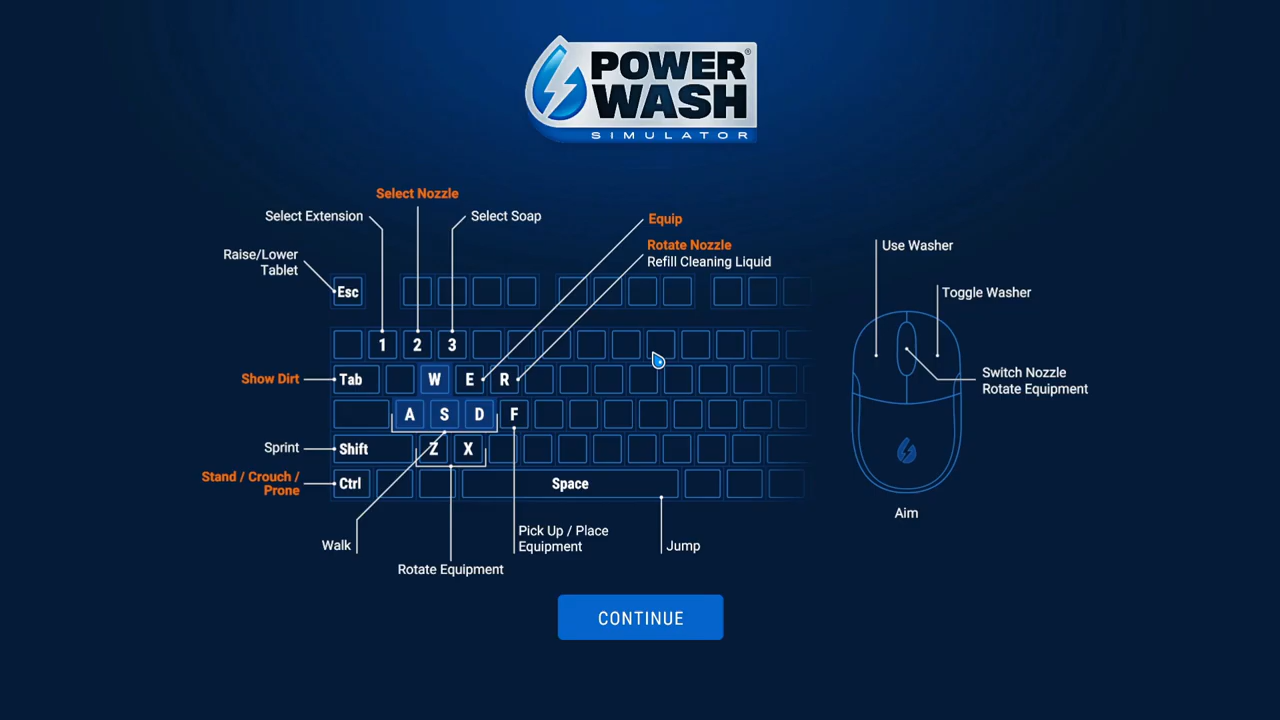 POWER®
WASH
SIMULATOR
Select Nozzle
Select Extension
Select Soap
Equip
Rotate Nozzle
Refill Cleaning Liquid
Use Washer
Raise/Lower
Tablet
Esc
Toggle Washer
1 2 3
Show Dirt
Tab W E R
Switch Nozzle
Rotate Equipment
A S D F
Sprint
Shift Z X
Stand / Crouch /
Prone
Ctrl Space
Aim
Walk
Pick Up / Place
Equipment
Jump
Rotate Equipment
CONTINUE